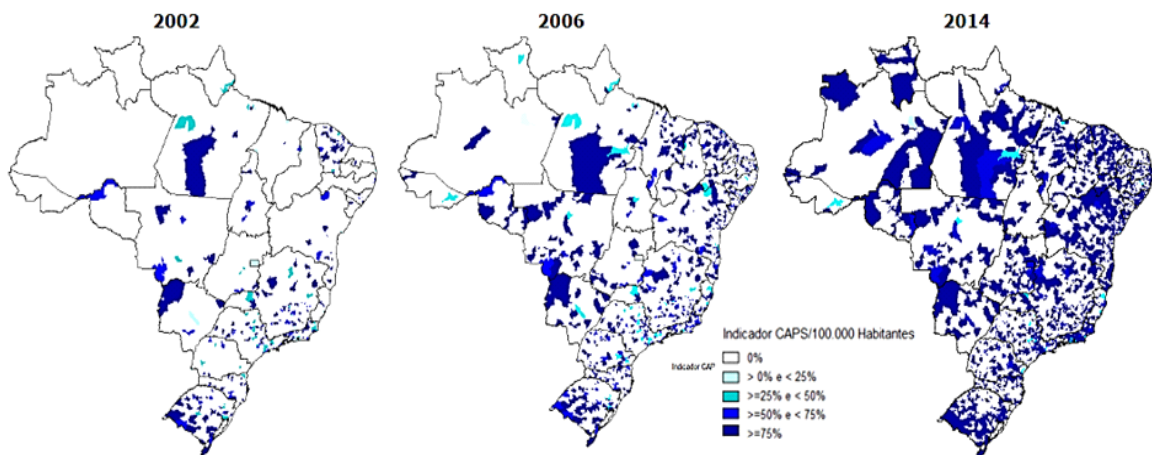 2002
2006
2014
Indicador CAPS/100.000 Habitantes
Indicador CAP
0%
> 0% e < 25%
>=25% e < 50%
>=50% e < 75%
>=75%